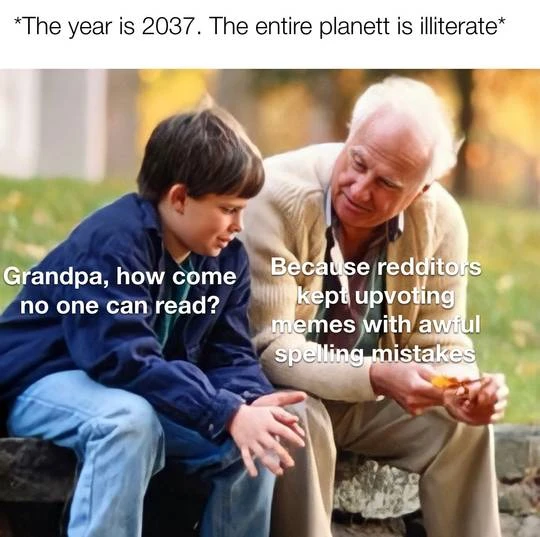 *The year is 2037. The entire planett is illiterate*
Grandpa, how come
no one can read?
Because redditors
kept upvoting
memes with awful
spelling mistakes